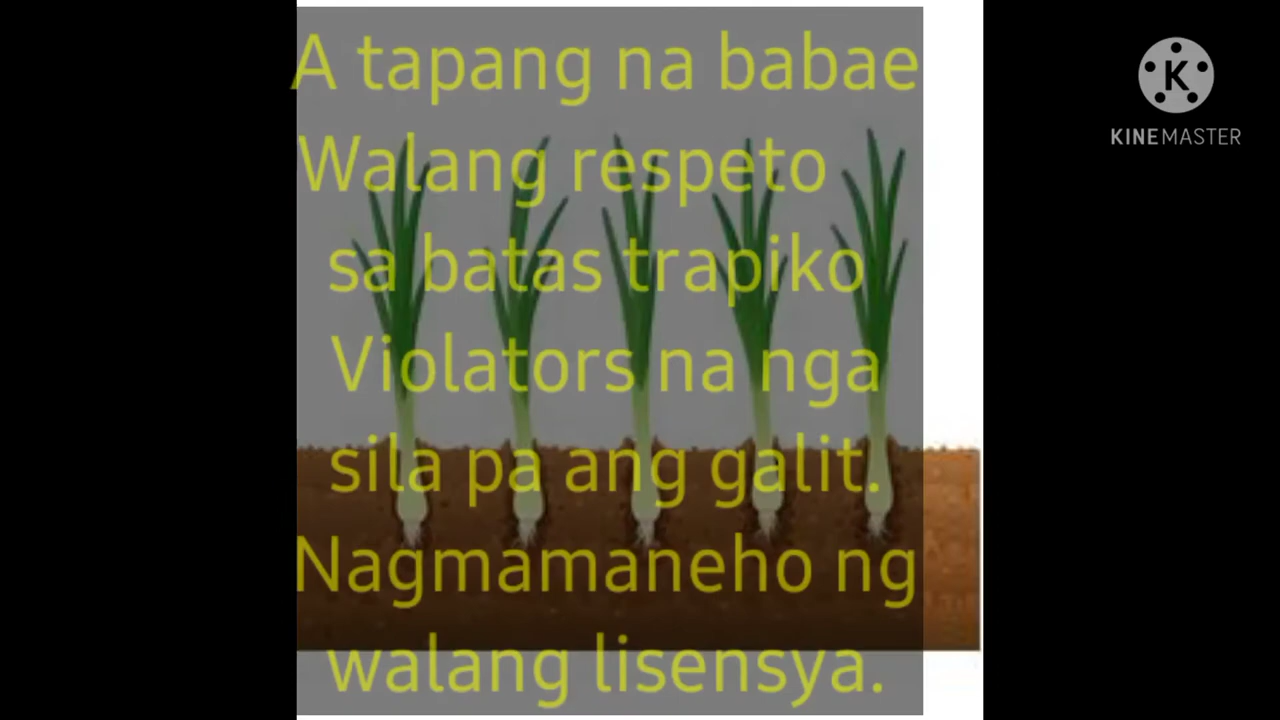 A tapang na babae
Walang respeto
sa batas trapiko
Violators na nga
sila pa ang galit.
Nagmamaneho ng
walang lisensya.
K
KINEMASTER